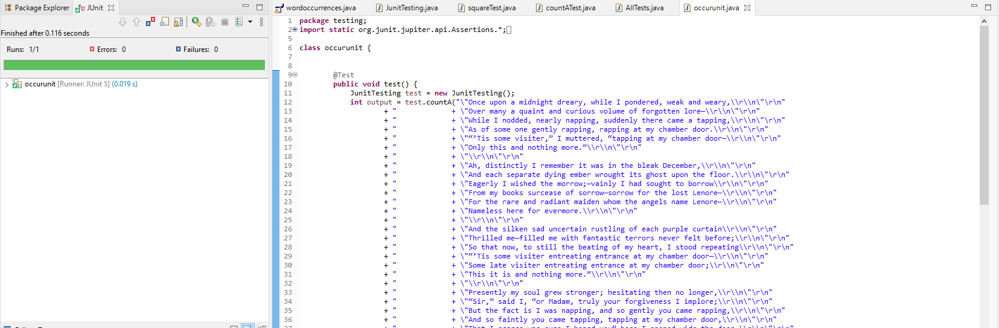 Package Explorer JUnit
Finished after 0.116 seconds
Runs: 1/1 Errors: 0 Failures: 0
occurunit [Runner: JUnit 5] (0.019 s)
wordoccurrences.java JunitTesting.java squareTest.java countATest.java AllTests.java occurunit.java
1 package testing;
2 import static org.junit.jupiter.api.Assertions.*;
5
6 class occurunit {
7
8
9 @Test
10 public void test() {
11 JunitTesting test = new JunitTesting();
12 int output = test.countA("\"Once upon a midnight dreary, while I pondered, weak and weary,\\r\\n\"\r\n"
13 + " + \"Over many a quaint and curious volume of forgotten lore—\\r\\n\"\r\n"
14 + " + \"While I nodded, nearly napping, suddenly there came a tapping,\\r\\n\"\r\n"
15 + " + \"As of some one gently rapping, rapping at my chamber door.\\r\\n\"\r\n"
16 + " + \"“’Tis some visiter,” I muttered, “tapping at my chamber door—\\r\\n\"\r\n"
17 + " + \"Only this and nothing more.”\\r\\n\"\r\n"
18 + " + \"\\r\\n\"\r\n"
19 + " + \"Ah, distinctly I remember it was in the bleak December,\\r\\n\"\r\n"
20 + " + \"And each separate dying ember wrought its ghost upon the floor.\\r\\n\"\r\n"
21 + " + \"Eagerly I wished the morrow;—vainly I had sought to borrow\\r\\n\"\r\n"
22 + " + \"From my books surcease of sorrow—sorrow for the lost Lenore—\\r\\n\"\r\n"
23 + " + \"For the rare and radiant maiden whom the angels name Lenore—\\r\\n\"\r\n"
24 + " + \"Nameless here for evermore.\\r\\n\"\r\n"
25 + " + \"\\r\\n\"\r\n"
26 + " + \"And the silken sad uncertain rustling of each purple curtain\\r\\n\"\r\n"
27 + " + \"Thrilled me—filled me with fantastic terrors never felt before;\\r\\n\"\r\n"
28 + " + \"So that now, to still the beating of my heart, I stood repeating\\r\\n\"\r\n"
29 + " + \"“’Tis some visiter entreating entrance at my chamber door—\\r\\n\"\r\n"
30 + " + \"Some late visiter entreating entrance at my chamber door;\\r\\n\"\r\n"
31 + " + \"This it is and nothing more.”\\r\\n\"\r\n"
32 + " + \"\\r\\n\"\r\n"
33 + " + \"Presently my soul grew stronger; hesitating then no longer,\\r\\n\"\r\n"
34 + " + \"“Sir,” said I, “or Madam, truly your forgiveness I implore;\\r\\n\"\r\n"
35 + " + \"But the fact is I was napping, and so gently you came rapping,\\r\\n\"\r\n"
36 + " + \"And so faintly you came tapping, tapping at my chamber door,\\r\\n\"\r\n"